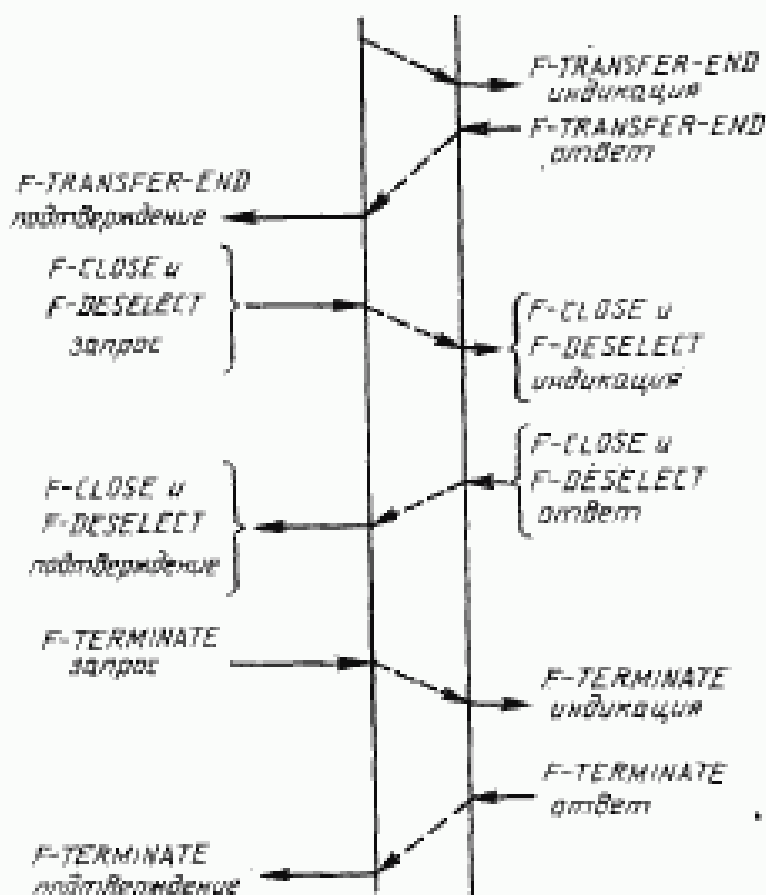 F-TRANSFER-END
индикация
F-TRANSFER-END
ответ
F-TRANSFER-END
подтверждение
F-CLOSE и
F-DESELECT
запрос
F-CLOSE и
F-DESELECT
индикация
F-CLOSE и
F-DESELECT
ответ
F-CLOSE и
F-DESELECT
подтверждение
F-TERMINATE
запрос
F-TERMINATE
индикация
F-TERMINATE
ответ
F-TERMINATE
подтверждение